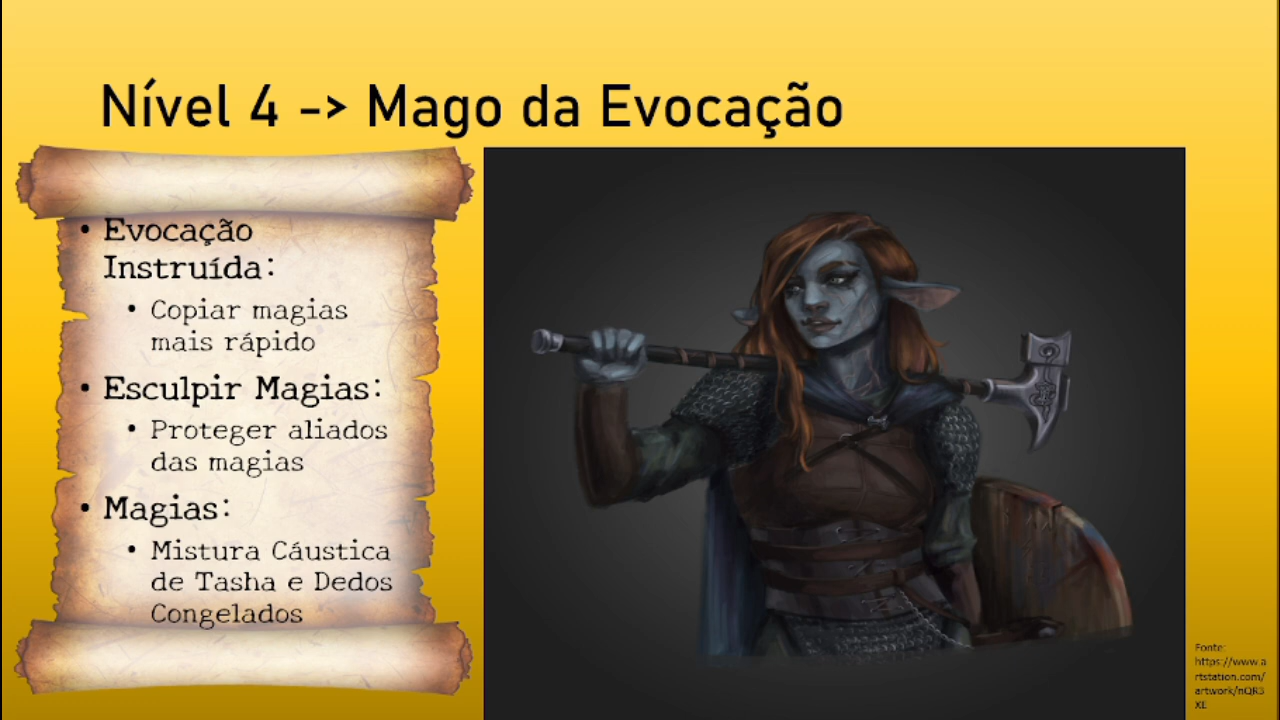 Nível 4 -> Mago da Evocação
• Evocação
Instruída:
• Copiar magias
mais rápido
• Esculpir Magias:
• Proteger aliados
das magias
• Magias:
• Mistura Cáustica
de Tasha e Dedos
Congelados
Fonte:
https://www.a
rtstation.com/
artwork/nQR3
XE